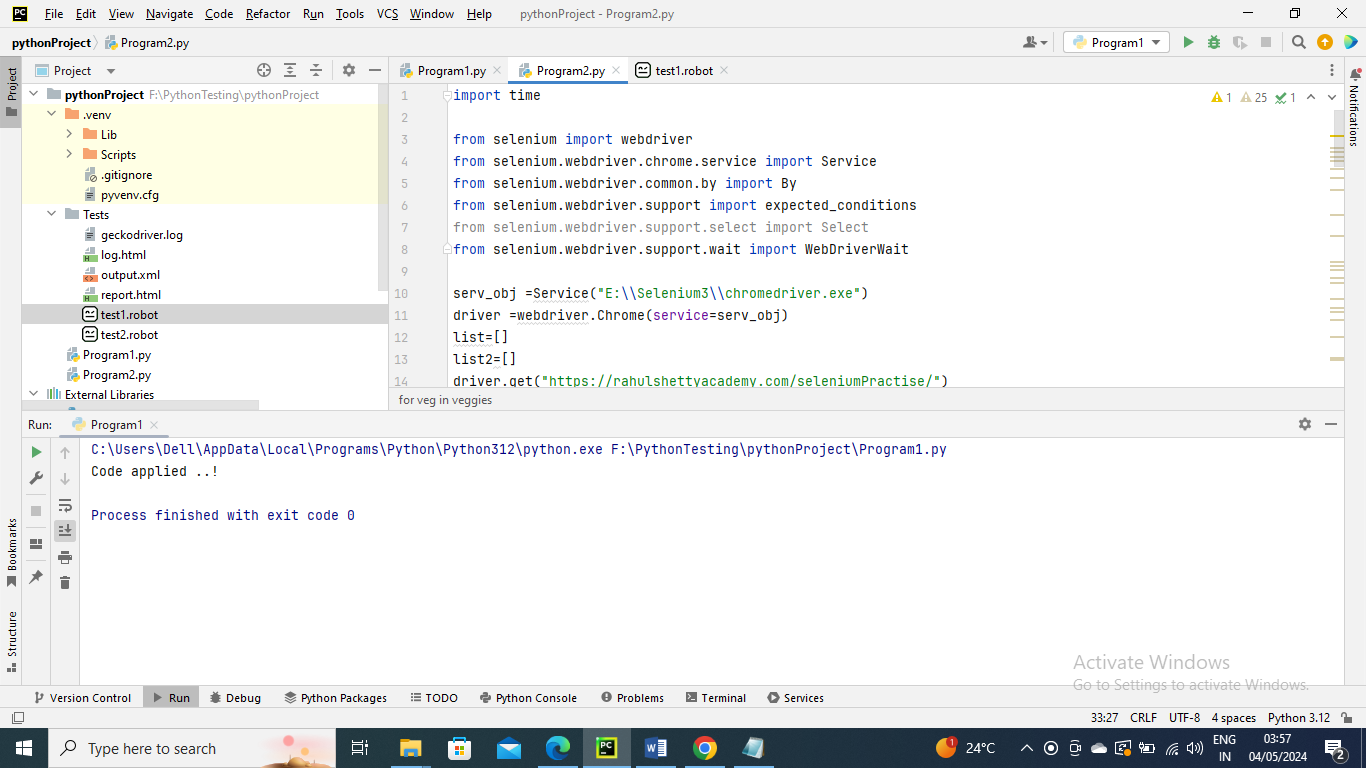 PC File Edit View Navigate Code Refactor Run Tools VCS Window Help pythonProject - Program2.py
pythonProject Program2.py Program1
Project
Project
Program1.py Program2.py test1.robot
Notifications
pythonProject F:\PythonTesting\pythonProject
.venv
Lib
Scripts
.gitignore
pyvenv.cfg
Tests
geckodriver.log
log.html
output.xml
report.html
test1.robot
test2.robot
Program1.py
Program2.py
External Libraries
1 import time
1 25 1
2
3 from selenium import webdriver
4 from selenium.webdriver.chrome.service import Service
5 from selenium.webdriver.common.by import By
6 from selenium.webdriver.support import expected_conditions
7 from selenium.webdriver.support.select import Select
8 from selenium.webdriver.support.wait import WebDriverWait
9
10 serv_obj =Service("E:\\Selenium3\\chromedriver.exe")
11 driver =webdriver.Chrome(service=serv_obj)
12 list=[]
13 list2=[]
14 driver.get("https://rahulshettyacademy.com/seleniumPractise/")
for veg in veggies
Run: Program1
C:\Users\Dell\AppData\Local\Programs\Python\Python312\python.exe F:\PythonTesting\pythonProject\Program1.py
Code applied ..!
Process finished with exit code 0
Bookmarks
Structure
Activate Windows
Go to Settings to activate Windows.
Version Control Run Debug Python Packages TODO Python Console Problems Terminal Services
33:27 CRLF UTF-8 4 spaces Python 3.12
Type here to search
PC
1
24°C
ENG
IN
03:57
04/05/2024
2